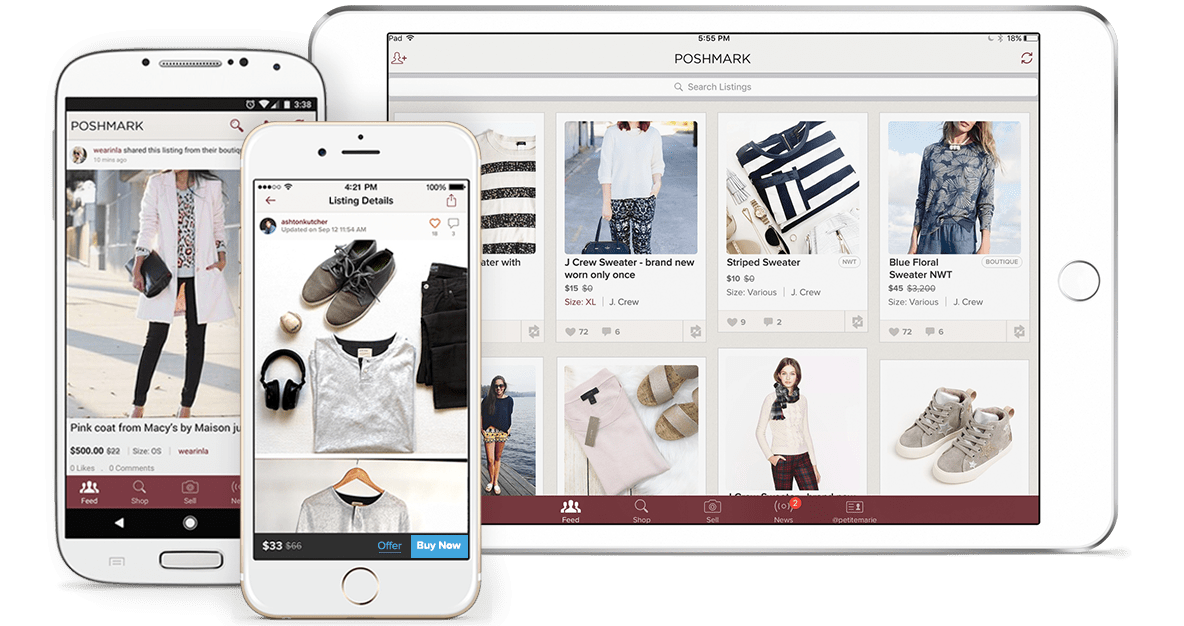 3:38
POSHMARK
wearinla shared this listing from their boutiq
10 mins ago
Pink coat from Macy's by Maison ju
$500.00 $22 Size: OS wearinla
0 Likes . 0 Comments
Feed Shop Sell Ne
4:21 PM 100%
Listing Details
ashtonkutcher
Updated on Sep 12 11:54 AM
18 3
$33 $66 Offer Buy Now
Pad 5:55 PM 18%
POSHMARK
Search Listings
ater with
J Crew Sweater - brand new
worn only once
$15 $0
Size: XL J. Crew
72 6
Striped Sweater NWT
$10 $0
Size: Various J. Crew
9 2
Blue Floral BOUTIQUE
Sweater NWT
$45 $3,200
Size: Various J. Crew
72 6
2
Feed Shop Sell News @petitemarie